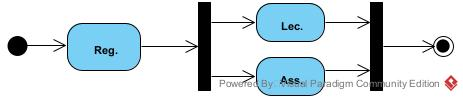 Reg.
Lec.
Ass.
Powered By: Visual Paradigm Community Edition